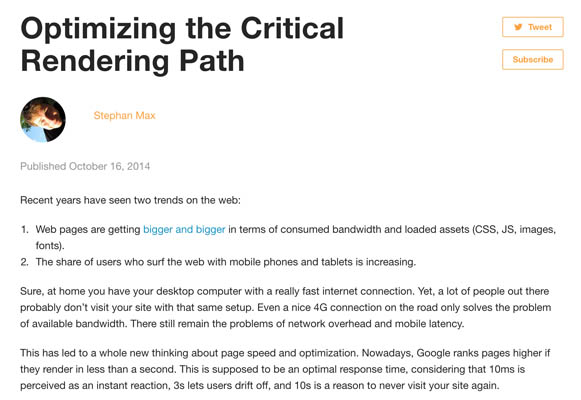 Optimizing the Critical
Rendering Path
Tweet
Subscribe
Stephan Max
Published October 16, 2014
Recent years have seen two trends on the web:
1. Web pages are getting bigger and bigger in terms of consumed bandwidth and loaded assets (CSS, JS, images,
fonts).
2. The share of users who surf the web with mobile phones and tablets is increasing.
Sure, at home you have your desktop computer with a really fast internet connection. Yet, a lot of people out there
probably don’t visit your site with that same setup. Even a nice 4G connection on the road only solves the problem
of available bandwidth. There still remain the problems of network overhead and mobile latency.
This has led to a whole new thinking about page speed and optimization. Nowadays, Google ranks pages higher if
they render in less than a second. This is supposed to be an optimal response time, considering that 10ms is
perceived as an instant reaction, 3s lets users drift off, and 10s is a reason to never visit your site again.